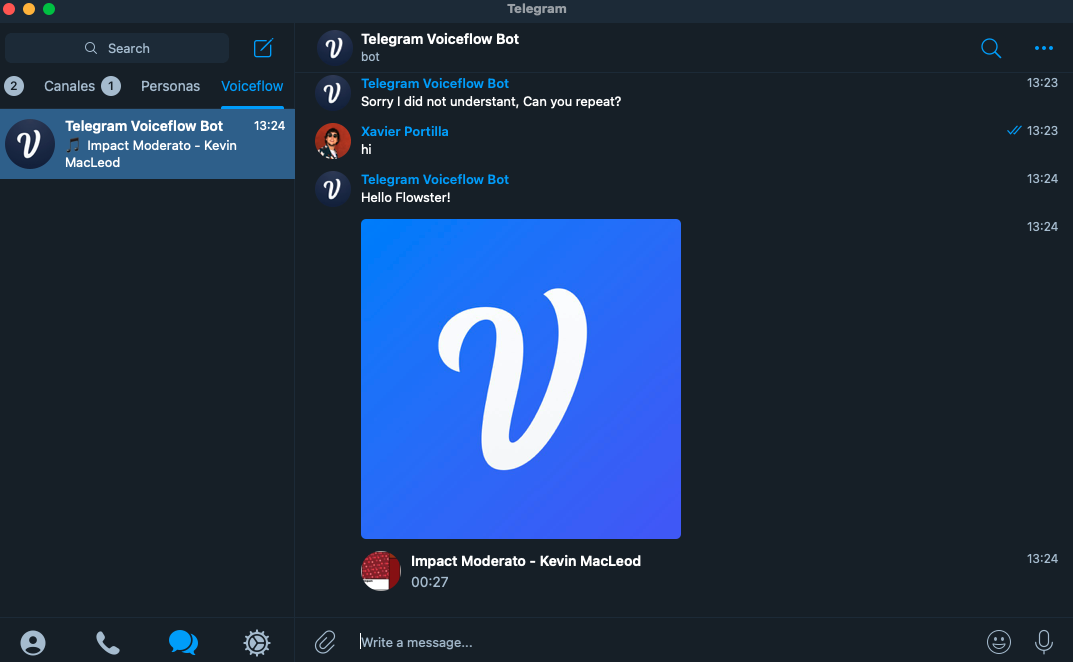 Telegram
Search
2 Canales 1 Personas Voiceflow
Telegram Voiceflow Bot 13:24
🎵 Impact Moderato - Kevin
MacLeod
Telegram Voiceflow Bot
bot
Telegram Voiceflow Bot 13:23
Sorry I did not understant, Can you repeat?
Xavier Portilla 13:23
hi
Telegram Voiceflow Bot 13:24
Hello Flowster!
13:24
Impact Moderato - Kevin MacLeod 13:24
00:27
Write a message...